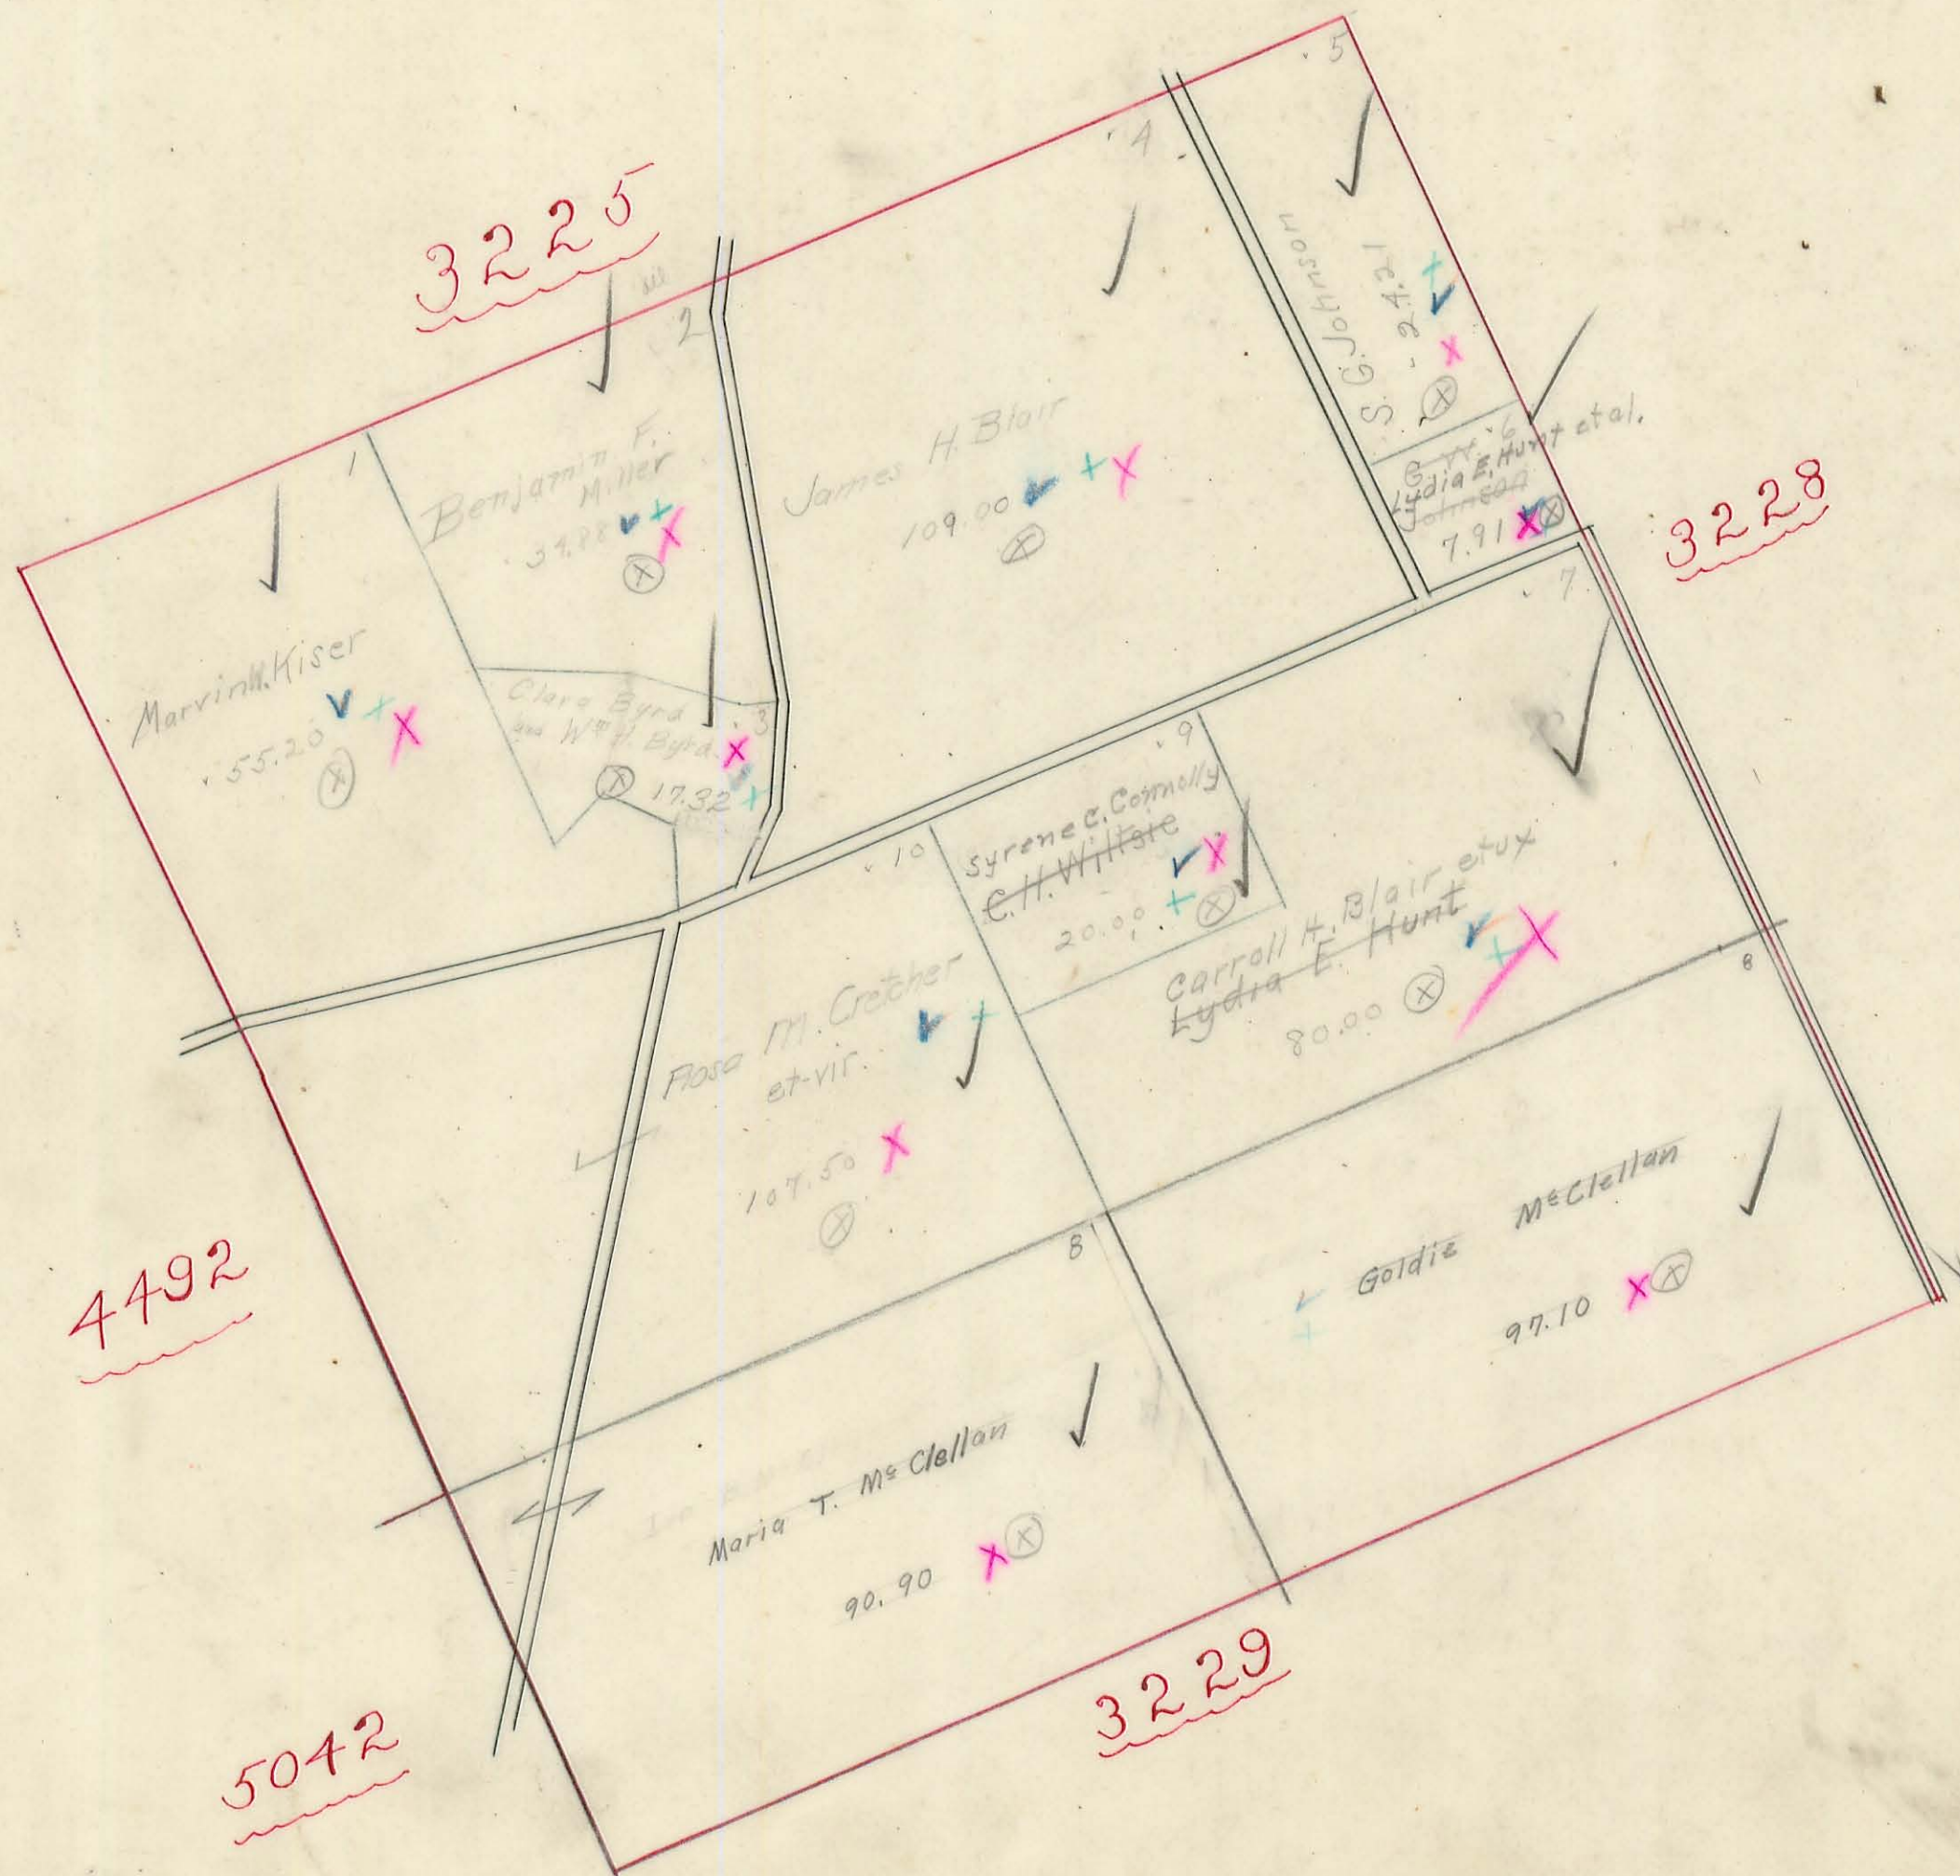 3225
3228
4492
5042
3229
1
Marvin W. Kiser
55.20
2
Benjamin F.
Miller
3
Clara Byrd
and Wm H. Byrd
17.32
4
James H. Blair
109.00
5
S. G. Johnson
24.21
6
Lydia E. Hunt et al.
Johnson
7.91
7
Carroll H. Blair etux
Lydia E. Hunt
80.00
9
Syrene C. Connolly
20.00
10
Rosa M. Cretcher
et-vir.
107.50
8
Goldie McClellan
97.10
8
Maria T. McClellan
90.90